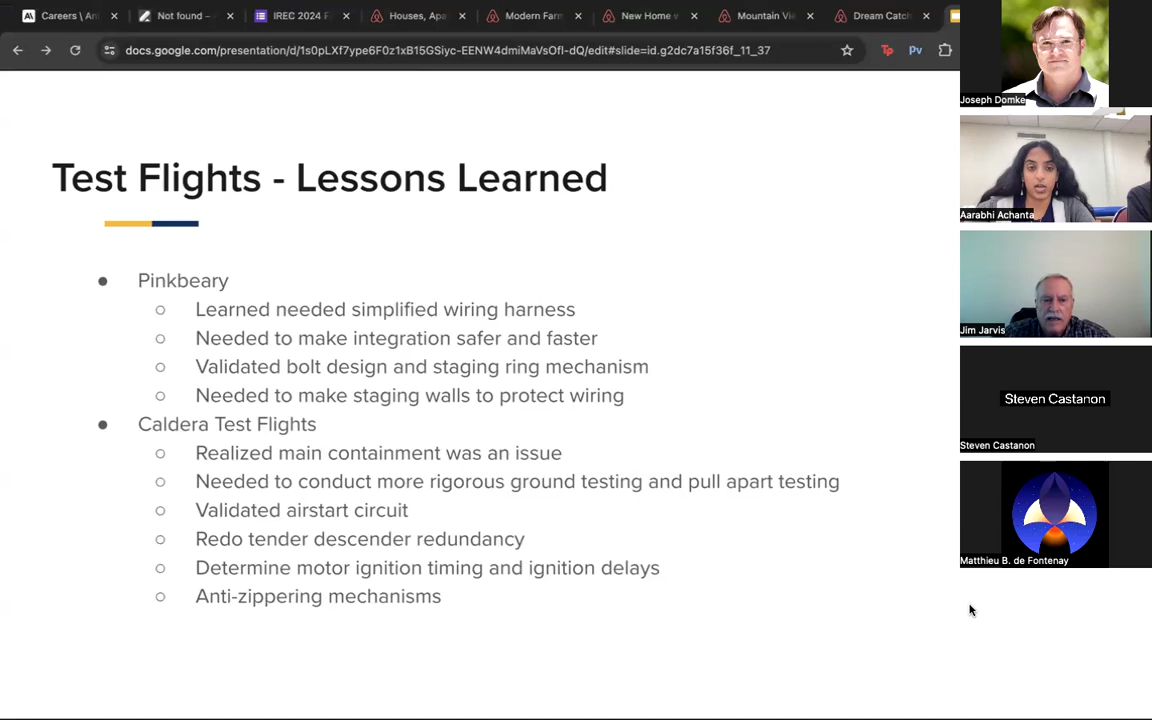 Careers \ An
Not found –
IREC 2024 F
Houses, Apa
Modern Farm
New Home w
Mountain Vie
Dream Catch
docs.google.com/presentation/d/1s0pLXf7ype6F0z1xB15GSiyc-EENW4dmiMaVsOfI-dQ/edit#slide=id.g2dc7a15f36f_11_37
Tp
Pv
Test Flights - Lessons Learned
● Pinkbeary
○ Learned needed simplified wiring harness
○ Needed to make integration safer and faster
○ Validated bolt design and staging ring mechanism
○ Needed to make staging walls to protect wiring
● Caldera Test Flights
○ Realized main containment was an issue
○ Needed to conduct more rigorous ground testing and pull apart testing
○ Validated airstart circuit
○ Redo tender descender redundancy
○ Determine motor ignition timing and ignition delays
○ Anti-zippering mechanisms
Joseph Domke
Aarabhi Achanta
Jim Jarvis
Steven Castanon
Steven Castanon
Matthieu B. de Fontenay